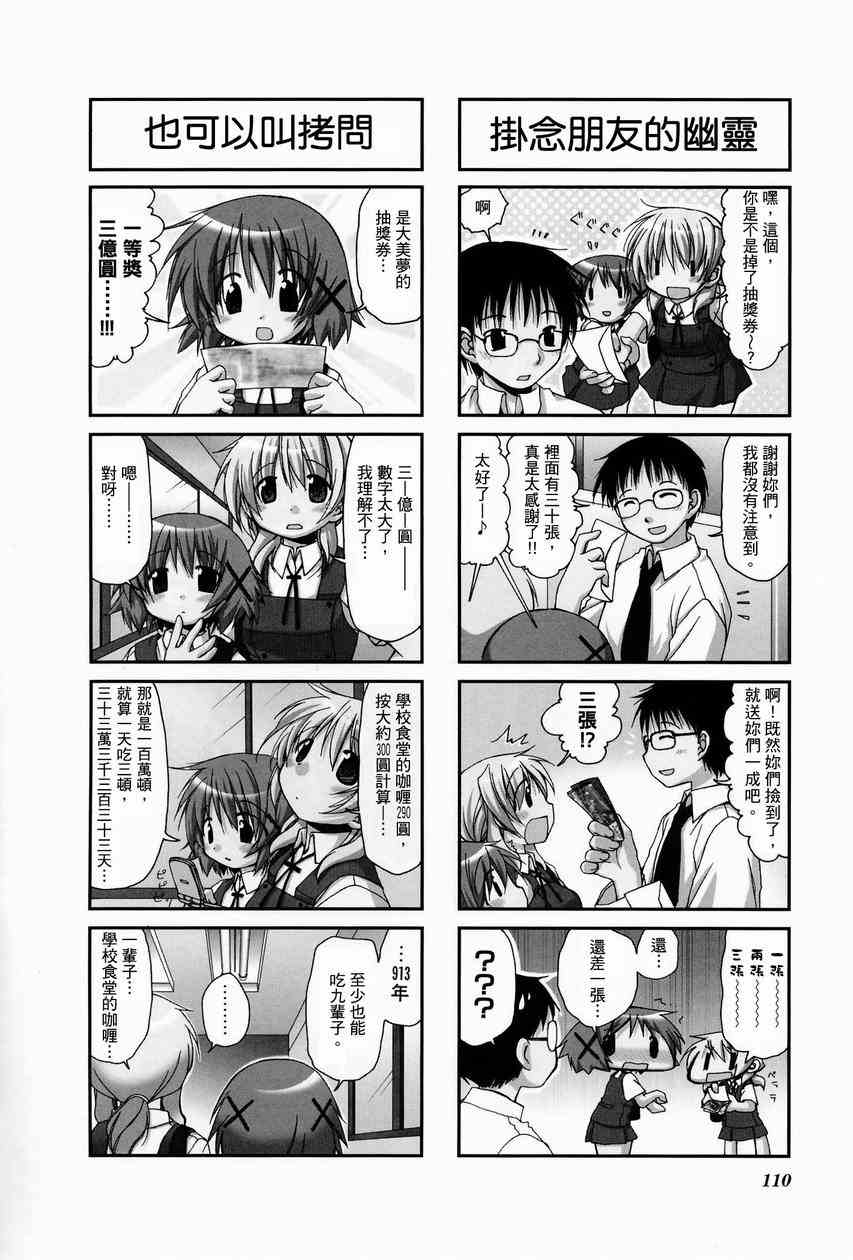 掛念朋友的幽靈
嘿，這個，
你是不是掉了
抽獎券～？
啊
謝謝妳們，
我都沒有注意到。
裡面有三十張，
真是太感謝了!!
太好了—♪
啊！既然妳們撿到了，
就送妳們一成吧。
三張!?
一張～～～～
兩張～～～～
三張～～～～
還…
還差一張…
???
ペラ
也可以叫拷問
是大美夢的
抽獎券…
一等獎
三億圓……!!!
三—億—圓——
數字太大了，
我理解不了…
嗯——……
對呀……
學校食堂的咖喱290圓，
按大約300圓計算—…
那就是一百萬頓，
就算一天吃三頓，
三十三萬三千三百三十三天…
ピピピ
…913年
至少也能
吃九輩子。
……
一輩子…
學校食堂的咖喱…
110